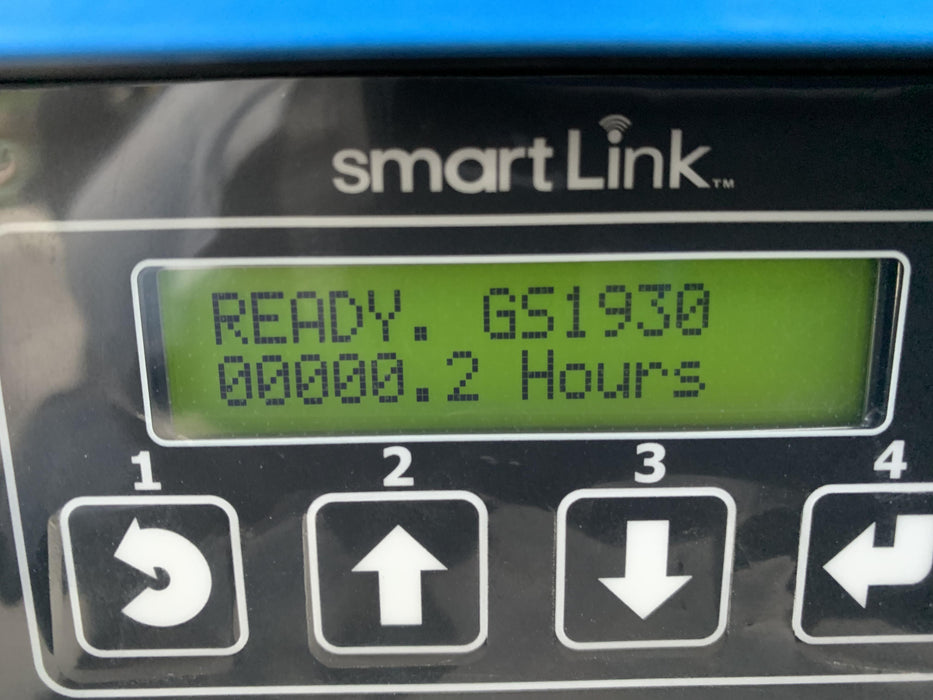 smart Link™
READY. GS1930
00000.2 Hours
1 2 3 4